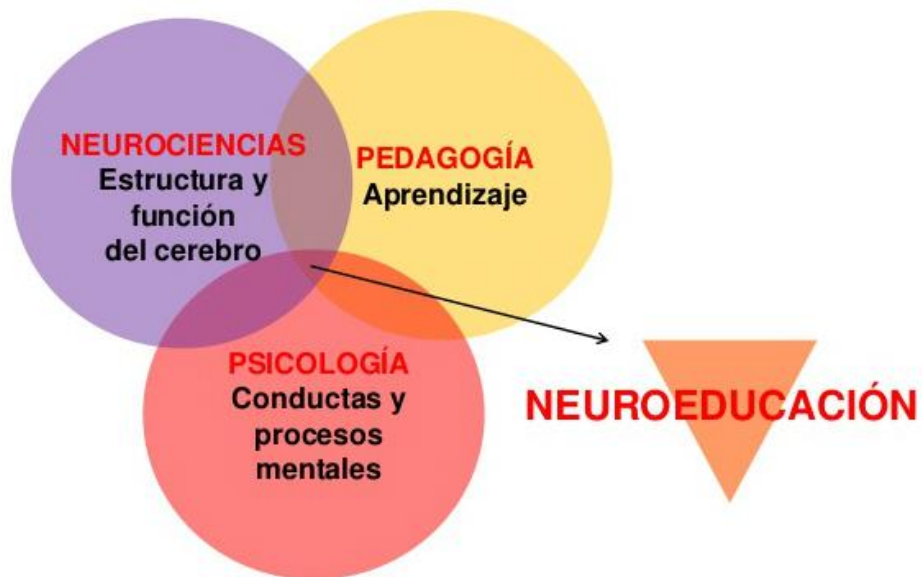 NEUROCIENCIAS
Estructura y
función
del cerebro
PEDAGOGÍA
Aprendizaje
PSICOLOGÍA
Conductas y
procesos
mentales
NEUROEDUCACIÓN